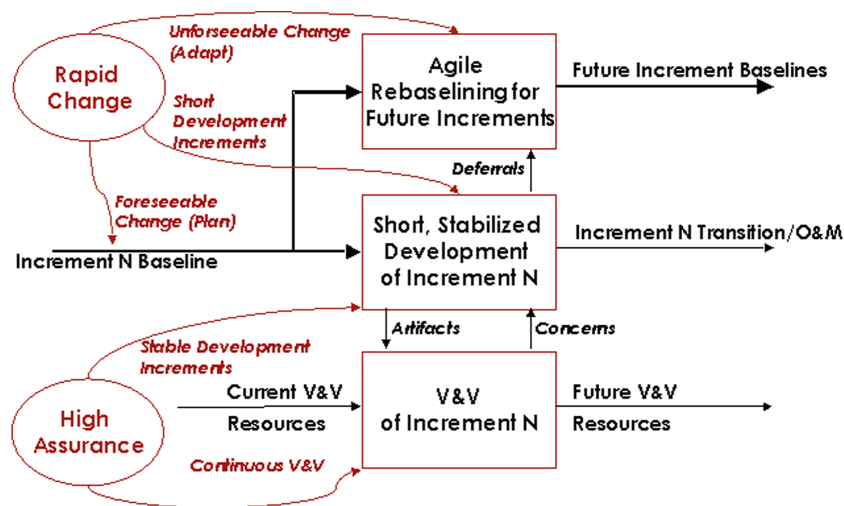 Unforseeable Change
(Adapt)
Rapid
Change
Short
Development
Increments
Agile
Rebaselining for
Future Increments
Future Increment Baselines
Deferrals
Foreseeable
Change (Plan)
Increment N Baseline
Short, Stabilized
Development
of Increment N
Increment N Transition/O&M
Artifacts
Concerns
Stable Development
Increments
Current V&V
Resources
V&V
of Increment N
Future V&V
Resources
High
Assurance
Continuous V&V